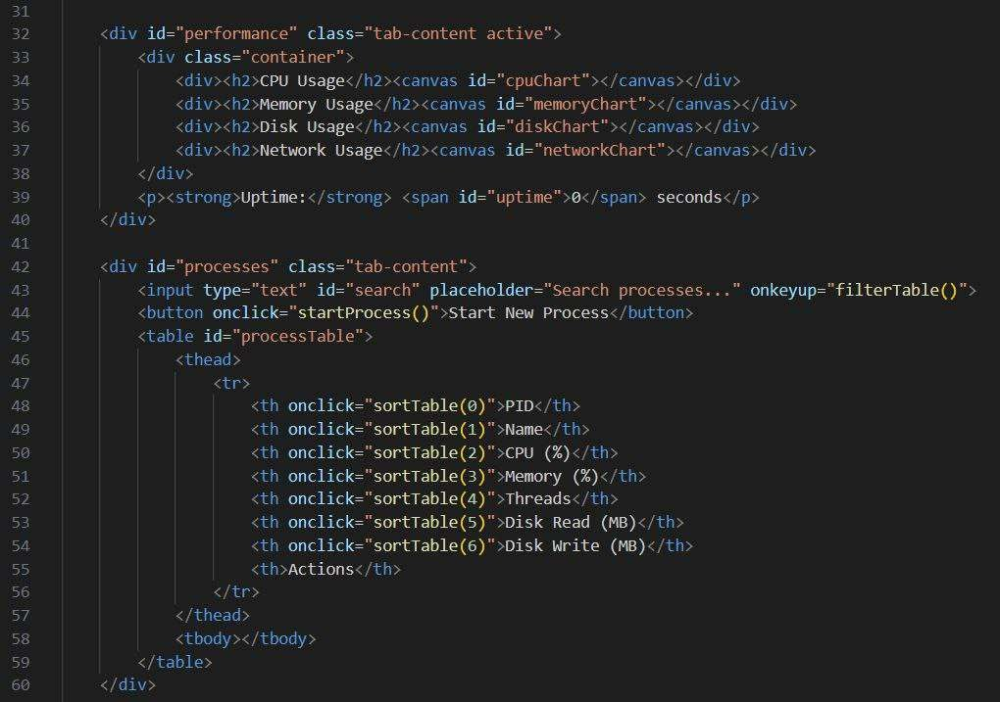 31
32 <div id="performance" class="tab-content active">
33 <div class="container">
34 <div><h2>CPU Usage</h2><canvas id="cpuChart"></canvas></div>
35 <div><h2>Memory Usage</h2><canvas id="memoryChart"></canvas></div>
36 <div><h2>Disk Usage</h2><canvas id="diskChart"></canvas></div>
37 <div><h2>Network Usage</h2><canvas id="networkChart"></canvas></div>
38 </div>
39 <p><strong>Uptime:</strong> <span id="uptime">0</span> seconds</p>
40 </div>
41
42 <div id="processes" class="tab-content">
43 <input type="text" id="search" placeholder="Search processes..." onkeyup="filterTable()">
44 <button onclick="startProcess()">Start New Process</button>
45 <table id="processTable">
46 <thead>
47 <tr>
48 <th onclick="sortTable(0)">PID</th>
49 <th onclick="sortTable(1)">Name</th>
50 <th onclick="sortTable(2)">CPU (%)</th>
51 <th onclick="sortTable(3)">Memory (%)</th>
52 <th onclick="sortTable(4)">Threads</th>
53 <th onclick="sortTable(5)">Disk Read (MB)</th>
54 <th onclick="sortTable(6)">Disk Write (MB)</th>
55 <th>Actions</th>
56 </tr>
57 </thead>
58 <tbody></tbody>
59 </table>
60 </div>